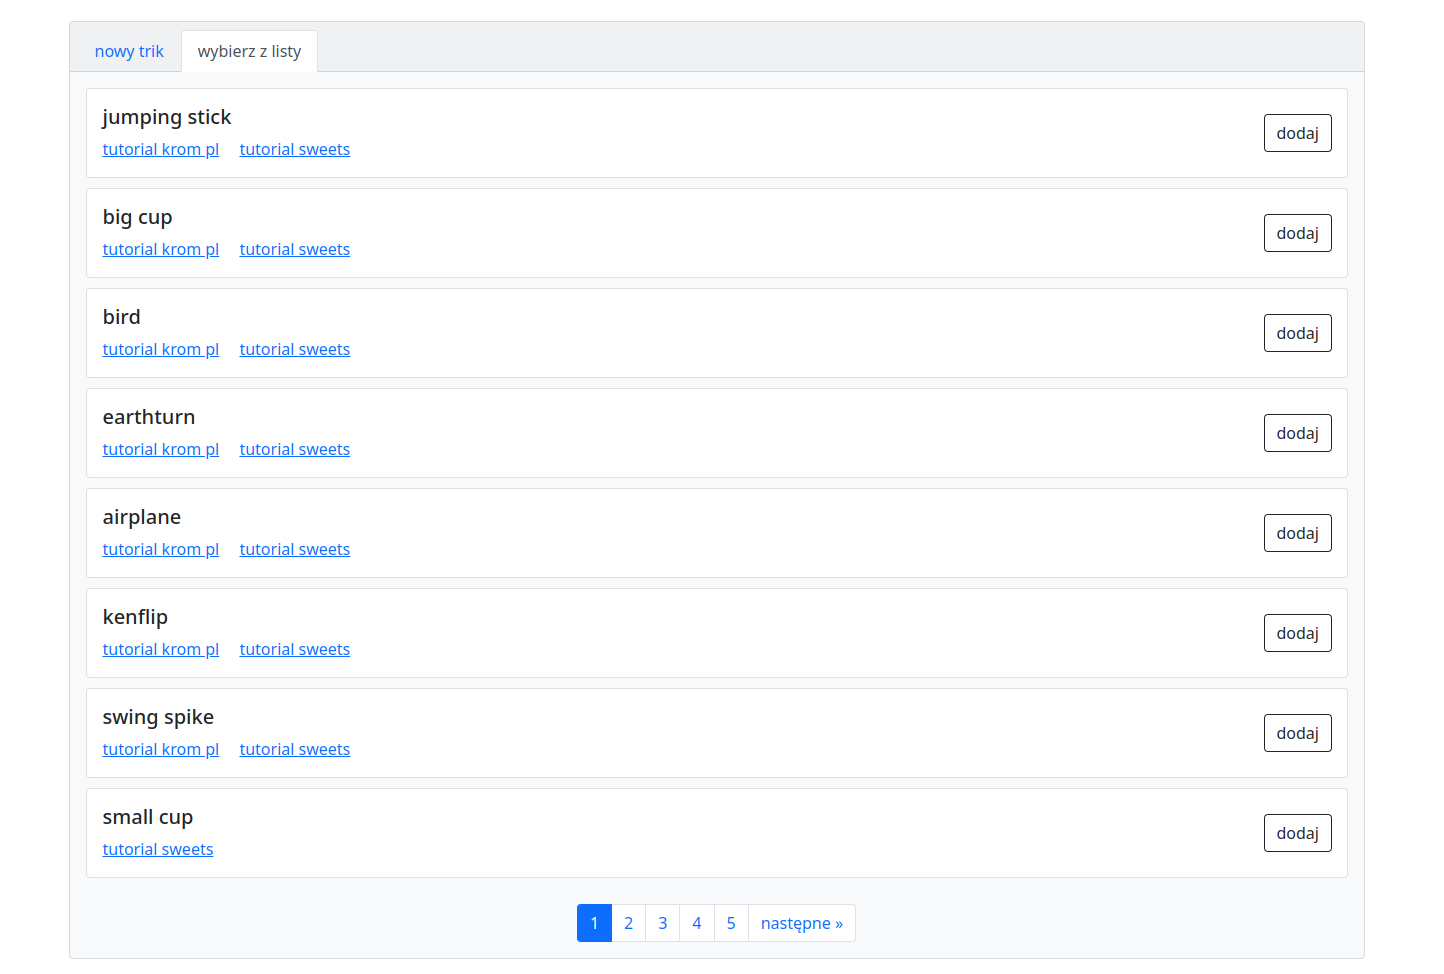 nowy trik wybierz z listy
jumping stick
tutorial krom pl tutorial sweets
dodaj
big cup
tutorial krom pl tutorial sweets
dodaj
bird
tutorial krom pl tutorial sweets
dodaj
earthturn
tutorial krom pl tutorial sweets
dodaj
airplane
tutorial krom pl tutorial sweets
dodaj
kenflip
tutorial krom pl tutorial sweets
dodaj
swing spike
tutorial krom pl tutorial sweets
dodaj
small cup
tutorial sweets
dodaj
1 2 3 4 5 następne »